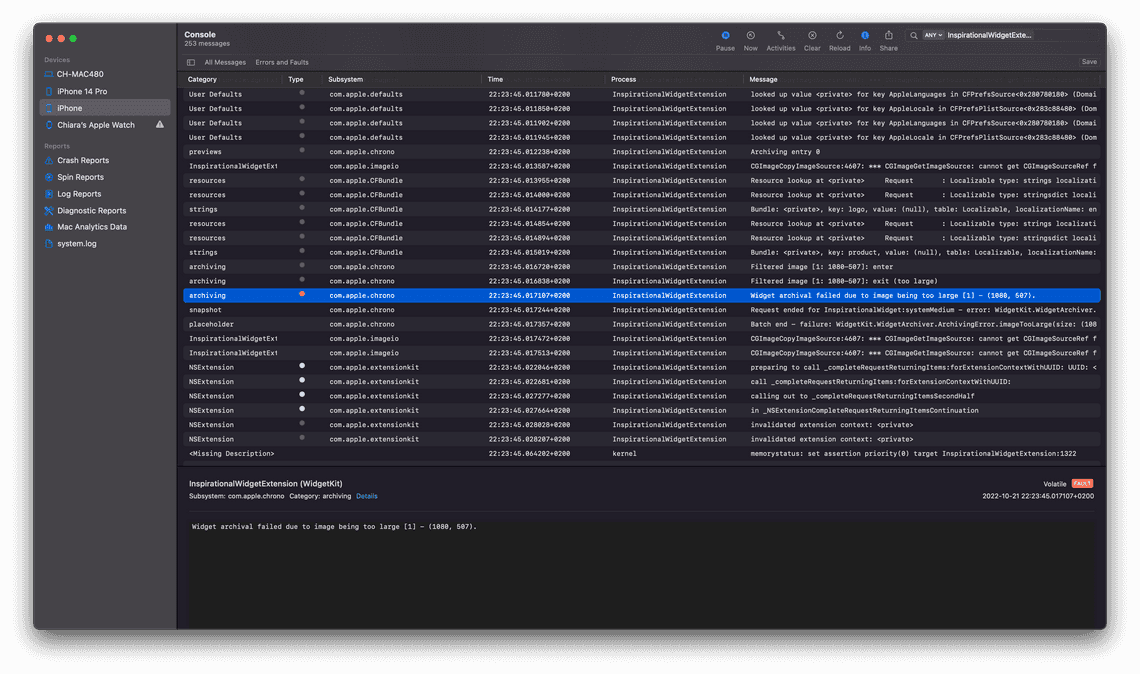 Console
253 messages
Pause Now Activities Clear Reload Info Share ANY InspirationalWidgetExte...
All Messages Errors and Faults Save
Devices
CH-MAC480
iPhone 14 Pro
iPhone
Chiara's Apple Watch
Reports
Crash Reports
Spin Reports
Log Reports
Diagnostic Reports
Mac Analytics Data
system.log
Category Type Subsystem Time Process Message
User Defaults com.apple.defaults 22:23:45.011780+0200 InspirationalWidgetExtension looked up value <private> for key AppleLanguages in CFPrefsSource<0x280780180> (Domai
User Defaults com.apple.defaults 22:23:45.011850+0200 InspirationalWidgetExtension looked up value <private> for key AppleLocale in CFPrefsPlistSource<0x283c88480> (Dom
User Defaults com.apple.defaults 22:23:45.011902+0200 InspirationalWidgetExtension looked up value <private> for key AppleLanguages in CFPrefsSource<0x280780180> (Domai
User Defaults com.apple.defaults 22:23:45.011945+0200 InspirationalWidgetExtension looked up value <private> for key AppleLocale in CFPrefsPlistSource<0x283c88480> (Dom
previews com.apple.chrono 22:23:45.012238+0200 InspirationalWidgetExtension Archiving entry 0
InspirationalWidgetExt com.apple.imageio 22:23:45.013587+0200 InspirationalWidgetExtension CGImageCopyImageSource:4607: *** CGImageGetImageSource: cannot get CGImageSourceRef f
resources com.apple.CFBundle 22:23:45.013955+0200 InspirationalWidgetExtension Resource lookup at <private> Request : Localizable type: strings localizati
resources com.apple.CFBundle 22:23:45.014000+0200 InspirationalWidgetExtension Resource lookup at <private> Request : Localizable type: stringsdict locali
strings com.apple.CFBundle 22:23:45.014177+0200 InspirationalWidgetExtension Bundle: <private>, key: logo, value: (null), table: Localizable, localizationName: en
resources com.apple.CFBundle 22:23:45.014854+0200 InspirationalWidgetExtension Resource lookup at <private> Request : Localizable type: strings localizati
resources com.apple.CFBundle 22:23:45.014894+0200 InspirationalWidgetExtension Resource lookup at <private> Request : Localizable type: stringsdict locali
strings com.apple.CFBundle 22:23:45.015019+0200 InspirationalWidgetExtension Bundle: <private>, key: product, value: (null), table: Localizable, localizationName:
archiving com.apple.chrono 22:23:45.016720+0200 InspirationalWidgetExtension Filtered image [1: 1080-507]: enter
archiving com.apple.chrono 22:23:45.016838+0200 InspirationalWidgetExtension Filtered image [1: 1080-507]: exit (too large)
archiving com.apple.chrono 22:23:45.017107+0200 InspirationalWidgetExtension Widget archival failed due to image being too large [1] - (1080, 507).
snapshot com.apple.chrono 22:23:45.017244+0200 InspirationalWidgetExtension Request ended for InspirationalWidget:systemMedium - error: WidgetKit.WidgetArchiver.
placeholder com.apple.chrono 22:23:45.017357+0200 InspirationalWidgetExtension Batch end - failure: WidgetKit.WidgetArchiver.ArchivingError.imageTooLarge(size: (108
InspirationalWidgetExt com.apple.imageio 22:23:45.017472+0200 InspirationalWidgetExtension CGImageCopyImageSource:4607: *** CGImageGetImageSource: cannot get CGImageSourceRef f
InspirationalWidgetExt com.apple.imageio 22:23:45.017513+0200 InspirationalWidgetExtension CGImageCopyImageSource:4607: *** CGImageGetImageSource: cannot get CGImageSourceRef f
NSExtension com.apple.extensionkit 22:23:45.022046+0200 InspirationalWidgetExtension preparing to call _completeRequestReturningItems:forExtensionContextWithUUID: UUID: <
NSExtension com.apple.extensionkit 22:23:45.022681+0200 InspirationalWidgetExtension call _completeRequestReturningItems:forExtensionContextWithUUID:
NSExtension com.apple.extensionkit 22:23:45.027277+0200 InspirationalWidgetExtension calling out to _completeRequestReturningItemsSecondHalf
NSExtension com.apple.extensionkit 22:23:45.027664+0200 InspirationalWidgetExtension in _NSExtensionCompleteRequestReturningItemsContinuation
NSExtension com.apple.extensionkit 22:23:45.028028+0200 InspirationalWidgetExtension invalidated extension context: <private>
NSExtension com.apple.extensionkit 22:23:45.028207+0200 InspirationalWidgetExtension invalidated extension context: <private>
<Missing Description> 22:23:45.064202+0200 kernel memorystatus: set assertion priority(0) target InspirationalWidgetExtension:1322
InspirationalWidgetExtension (WidgetKit) Volatile FAULT
Subsystem: com.apple.chrono Category: archiving Details 2022-10-21 22:23:45.017107+0200
Widget archival failed due to image being too large [1] - (1080, 507).